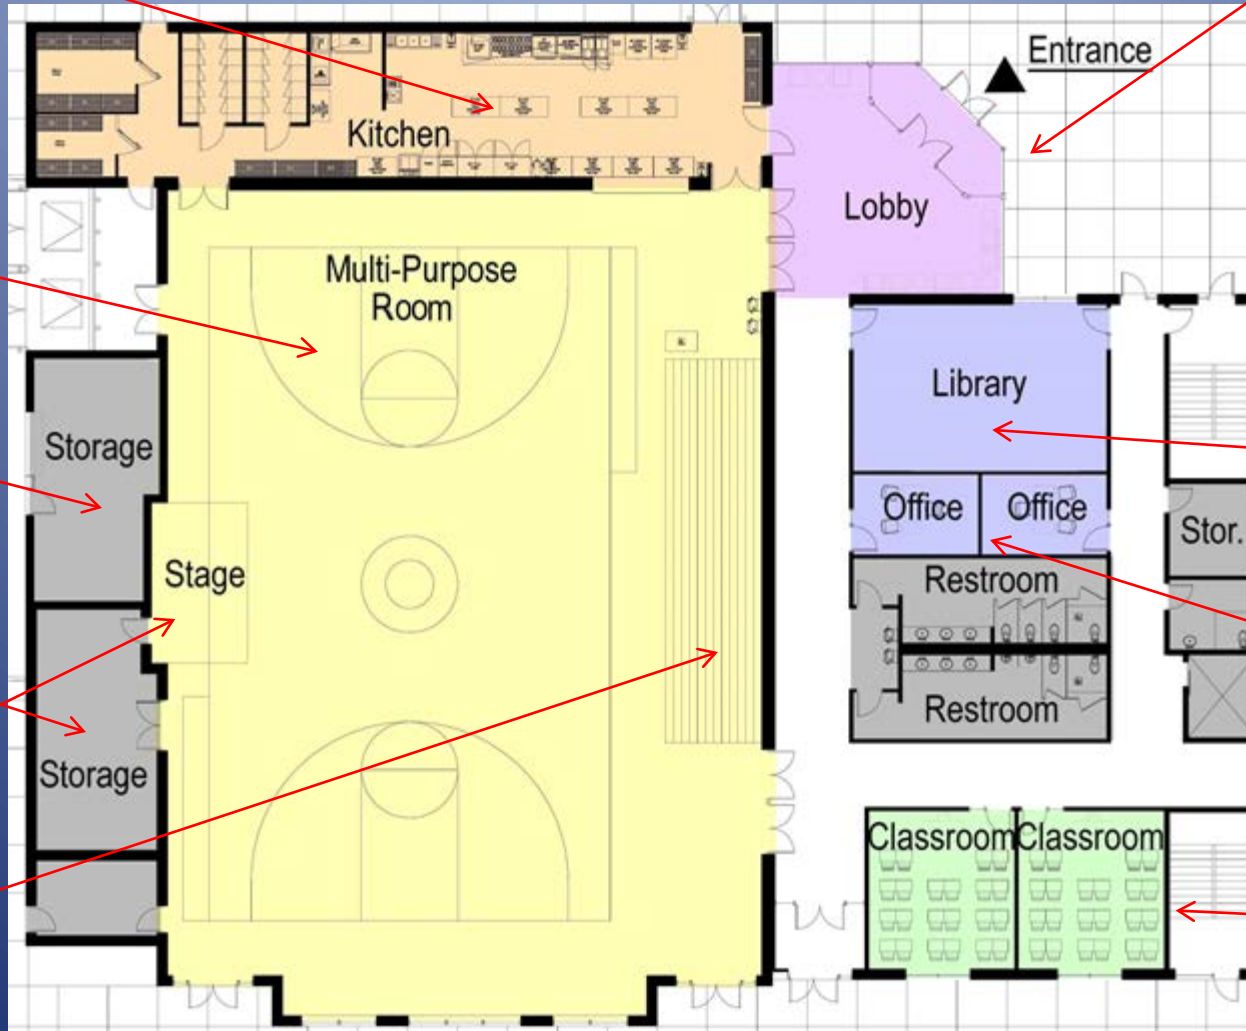 Entrance
Kitchen
Lobby
Multi-Purpose
Room
Library
Storage
Office
Office
Stor.
Stage
Restroom
Restroom
Storage
Classroom
Classroom